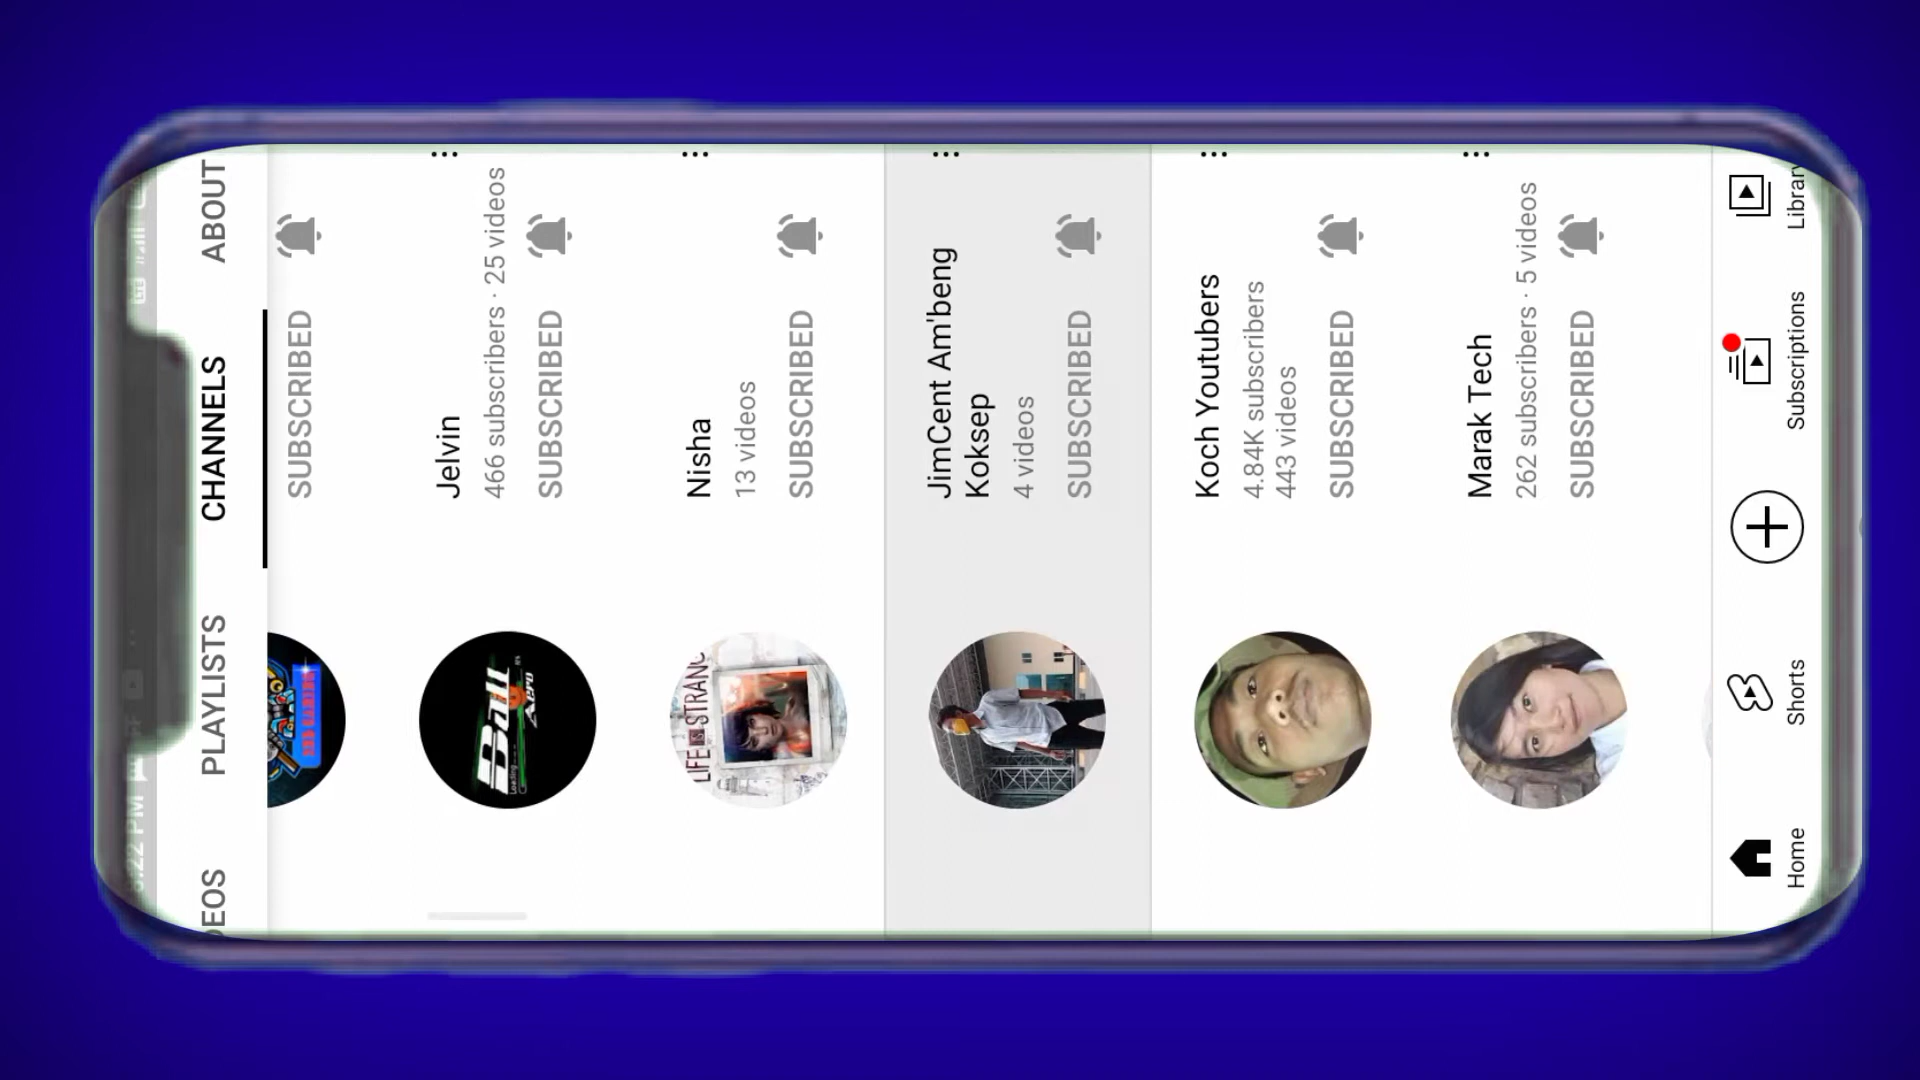 DEOS PLAYLISTS CHANNELS ABOUT
SUBSCRIBED
Jelvin
466 subscribers · 25 videos
SUBSCRIBED
Nisha
13 videos
SUBSCRIBED
JimCent Am'beng
Koksep
4 videos
SUBSCRIBED
Koch Youtubers
4.84K subscribers
443 videos
SUBSCRIBED
Marak Tech
262 subscribers · 5 videos
SUBSCRIBED
Home Shorts Subscriptions Library